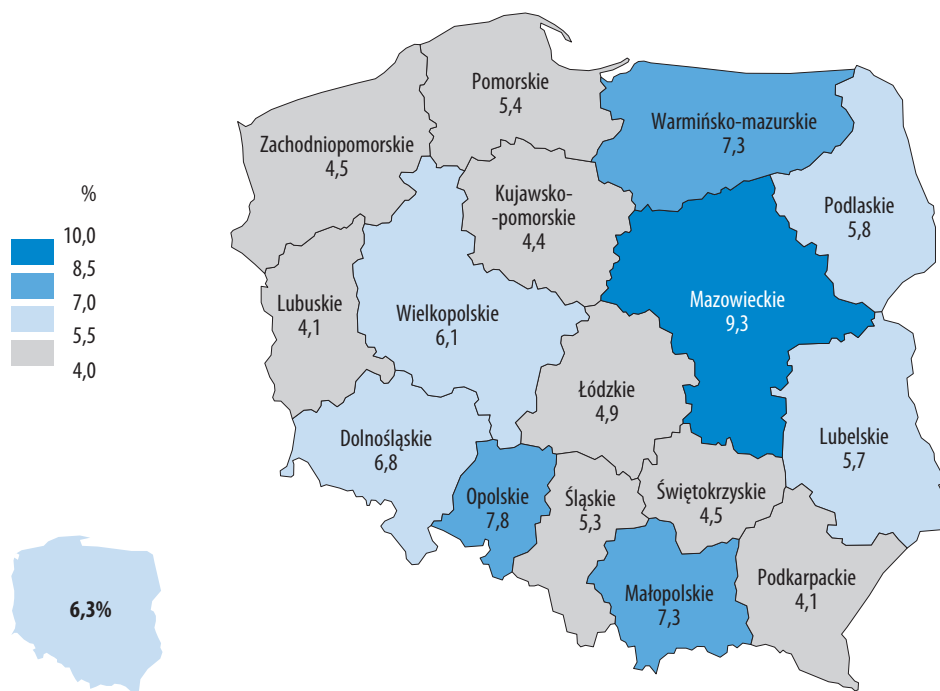 Pomorskie
5,4
Warmińsko-mazurskie
7,3
Zachodniopomorskie
4,5
Kujawsko-
-pomorskie
4,4
Podlaskie
5,8
%
10,0
8,5
7,0
5,5
4,0
Lubuskie
4,1
Wielkopolskie
6,1
Mazowieckie
9,3
Łódzkie
4,9
Dolnośląskie
6,8
Lubelskie
5,7
Opolskie
7,8
Śląskie
5,3
Świętokrzyskie
4,5
Małopolskie
7,3
Podkarpackie
4,1
6,3%